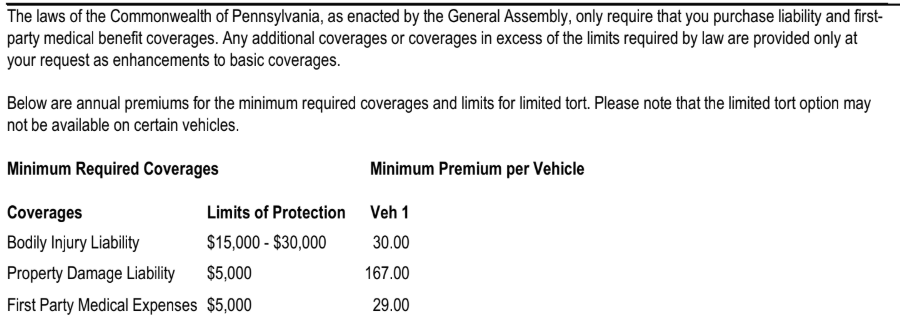 The laws of the Commonwealth of Pennsylvania, as enacted by the General Assembly, only require that you purchase liability and first-
party medical benefit coverages. Any additional coverages or coverages in excess of the limits required by law are provided only at
your request as enhancements to basic coverages.
Below are annual premiums for the minimum required coverages and limits for limited tort. Please note that the limited tort option may
not be available on certain vehicles.
Minimum Required Coverages Minimum Premium per Vehicle
Coverages Limits of Protection Veh 1
Bodily Injury Liability $15,000 - $30,000 30.00
Property Damage Liability $5,000 167.00
First Party Medical Expenses $5,000 29.00